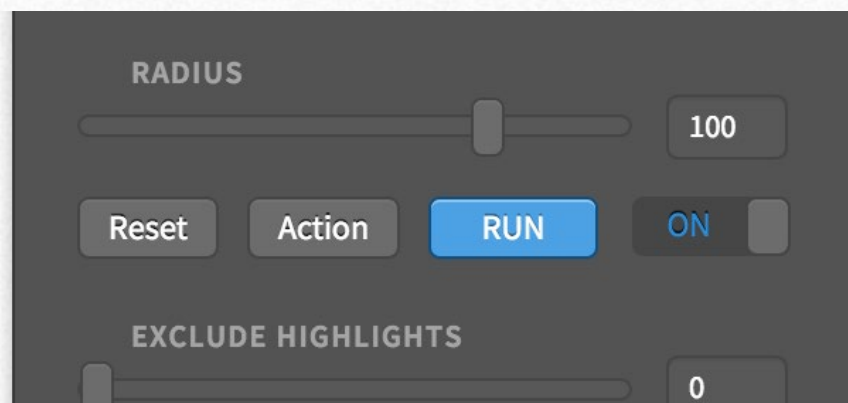 RADIUS
100
Reset Action RUN ON
EXCLUDE HIGHLIGHTS
0